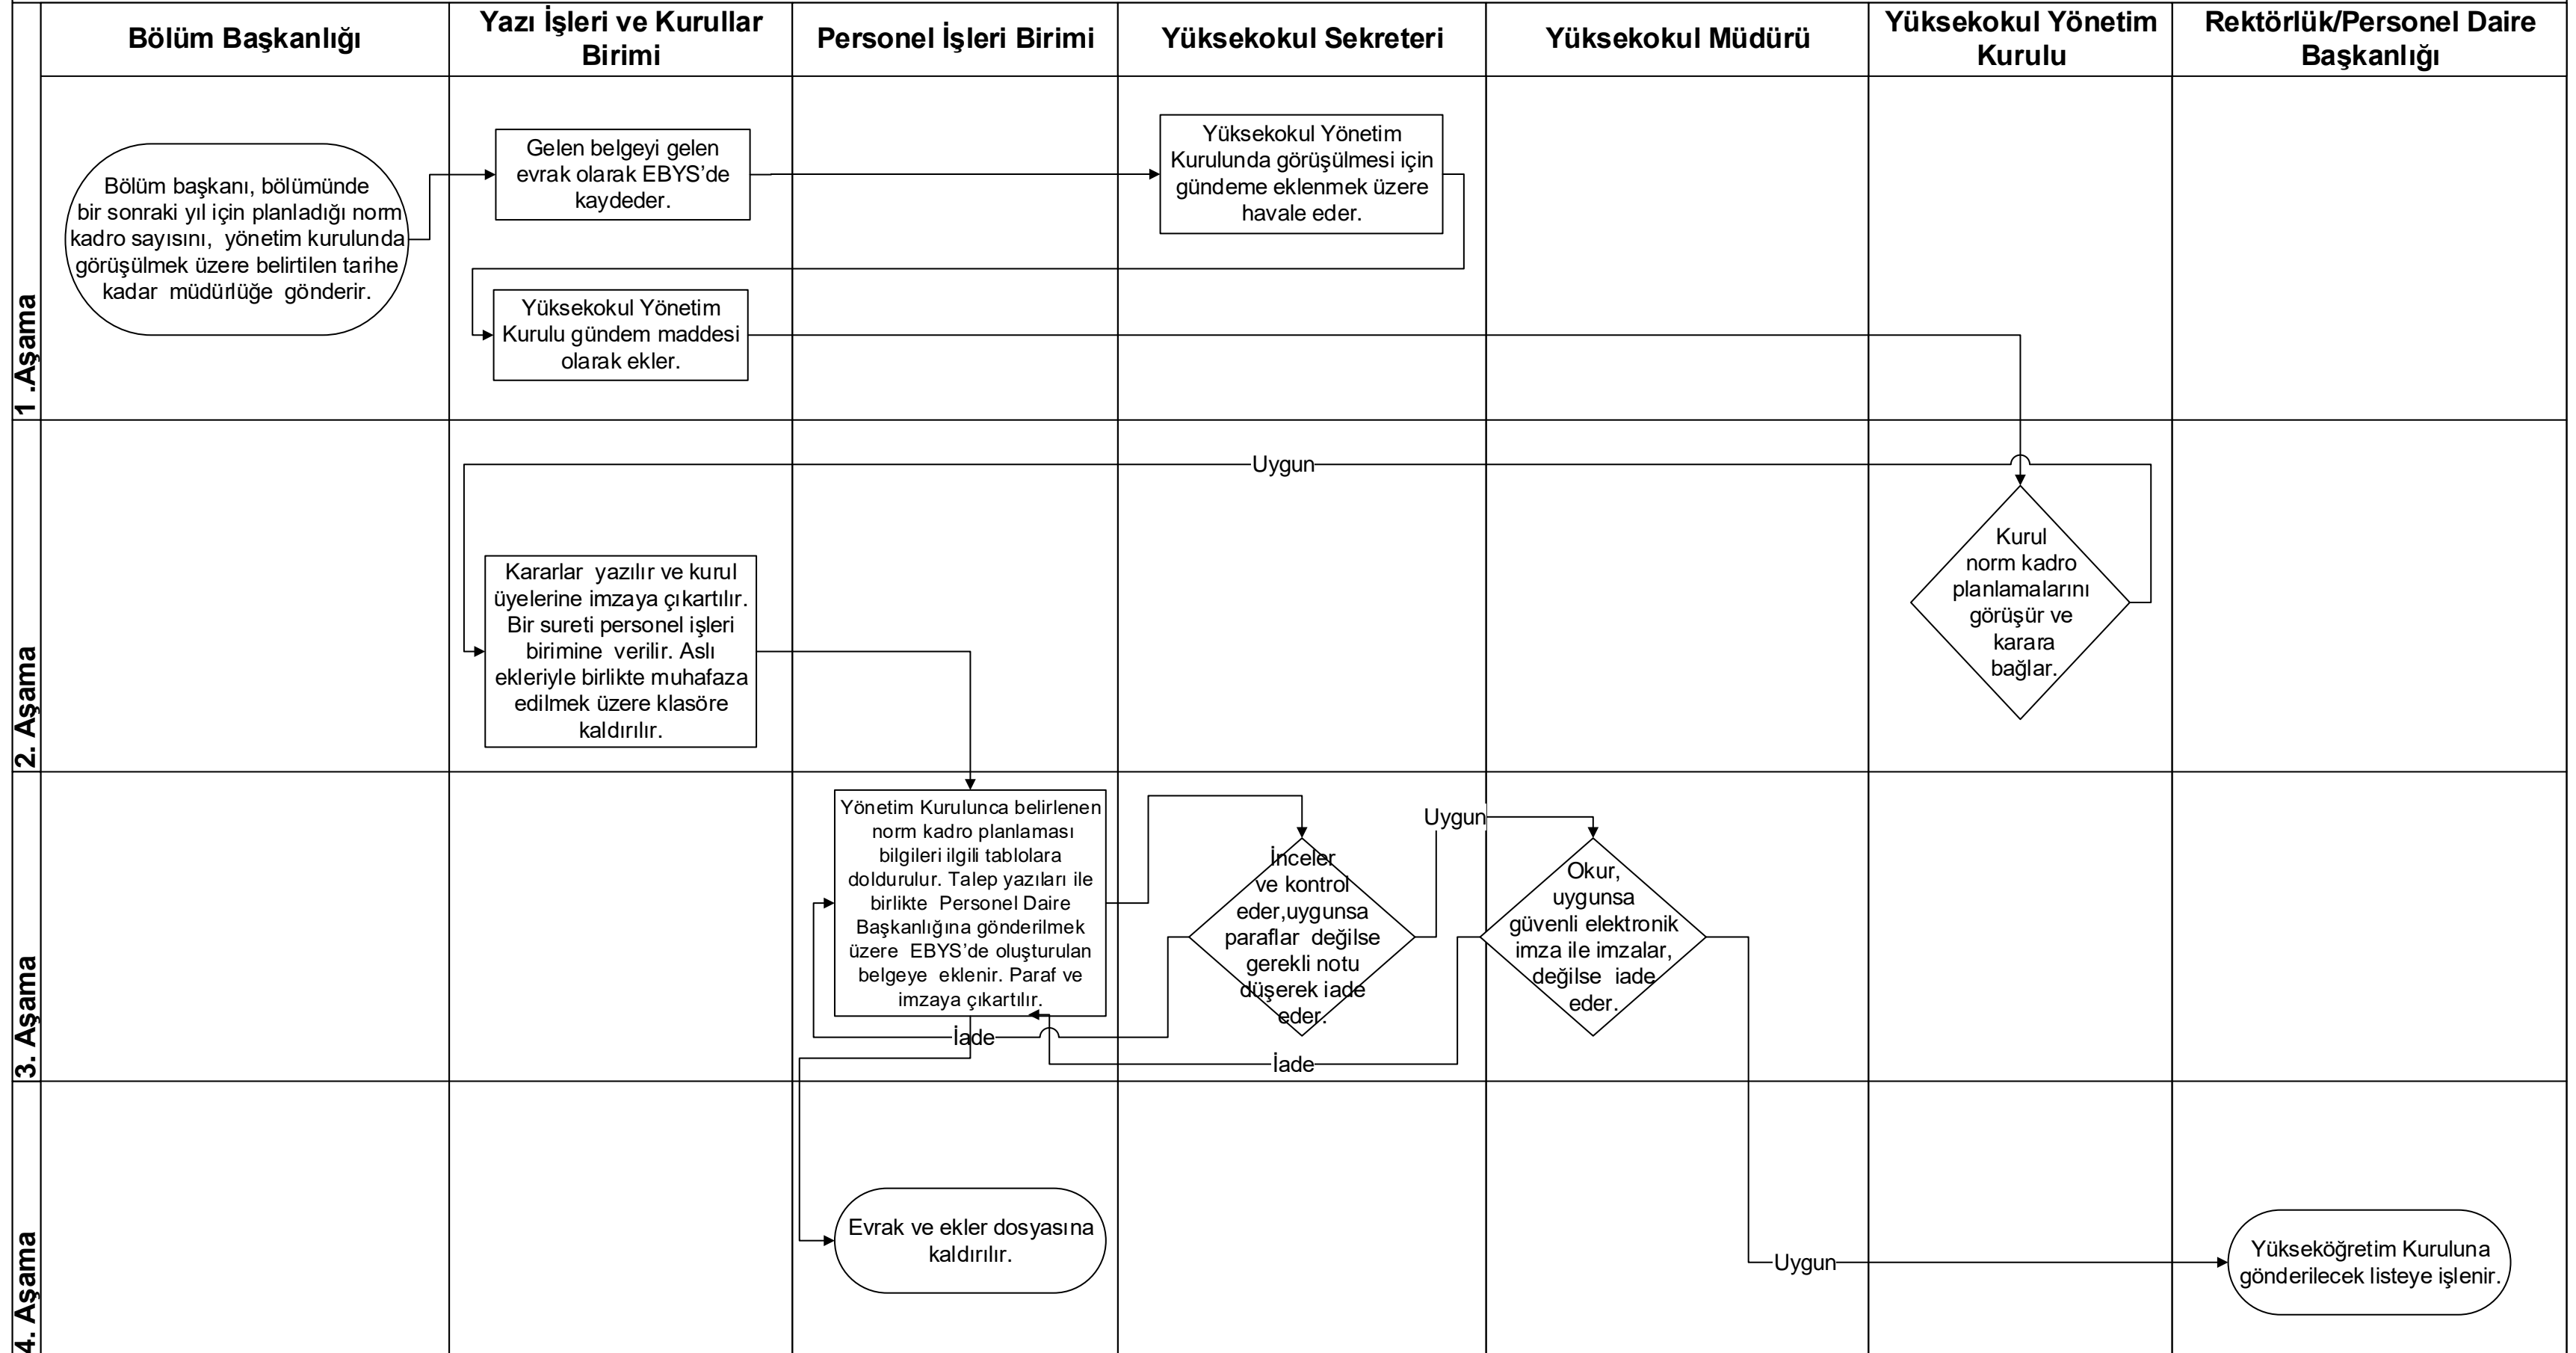 Bölüm Başkanlığı
Yazı İşleri ve Kurullar
Birimi
Personel İşleri Birimi
Yüksekokul Sekreteri
Yüksekokul Müdürü
Yüksekokul Yönetim
Kurulu
Rektörlük/Personel Daire
Başkanlığı
1 .Aşama
Bölüm başkanı, bölümünde
bir sonraki yıl için planladığı norm
kadro sayısını, yönetim kurulunda
görüşülmek üzere belirtilen tarihe
kadar müdürlüğe gönderir.
Gelen belgeyi gelen
evrak olarak EBYS’de
kaydeder.
Yüksekokul Yönetim
Kurulunda görüşülmesi için
gündeme eklenmek üzere
havale eder.
Yüksekokul Yönetim
Kurulu gündem maddesi
olarak ekler.
2. Aşama
Uygun
Kurul
norm kadro
planlamalarını
görüşür ve
karara
bağlar.
Kararlar yazılır ve kurul
üyelerine imzaya çıkartılır.
Bir sureti personel işleri
birimine verilir. Aslı
ekleriyle birlikte muhafaza
edilmek üzere klasöre
kaldırılır.
3. Aşama
Yönetim Kurulunca belirlenen
norm kadro planlaması
bilgileri ilgili tablolara
doldurulur. Talep yazıları ile
birlikte Personel Daire
Başkanlığına gönderilmek
üzere EBYS’de oluşturulan
belgeye eklenir. Paraf ve
imzaya çıkartılır.
İnceler
ve kontrol
eder,uygunsa
paraflar değilse
gerekli notu
düşerek iade
eder.
Uygun
Okur,
uygunsa
güvenli elektronik
imza ile imzalar,
değilse iade
eder.
İade
İade
4. Aşama
Evrak ve ekler dosyasına
kaldırılır.
Uygun
Yükseköğretim Kuruluna
gönderilecek listeye işlenir.